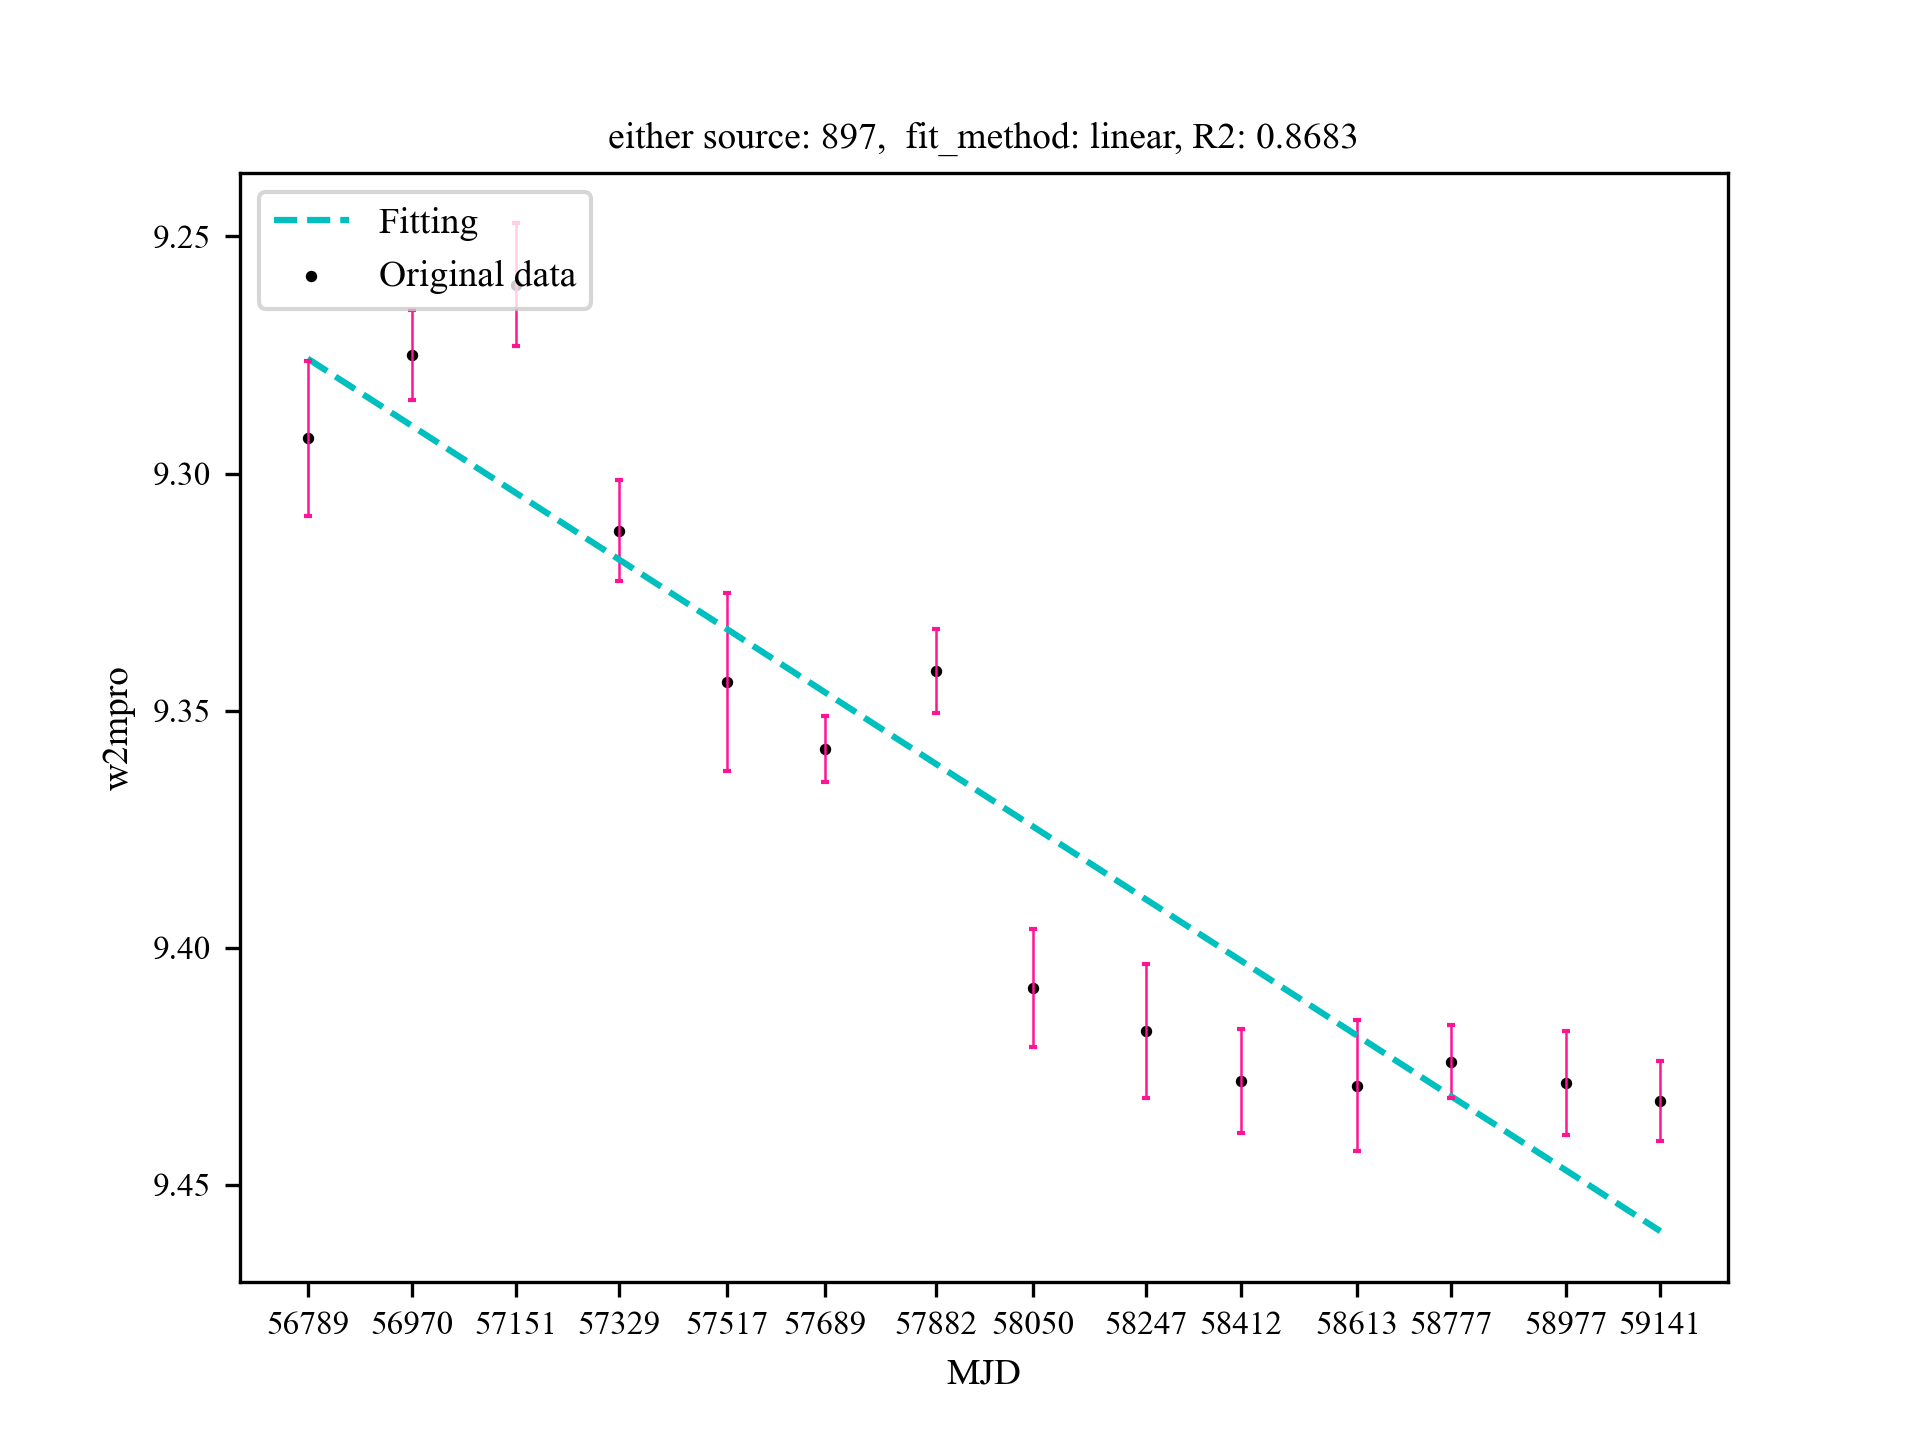 either source: 897,  fit_method: linear, R2: 0.8683
Fitting
Original data
9.25
9.30
9.35
9.40
9.45
w2mpro
56789 56970 57151 57329 57517 57689 57882 58050 58247 58412 58613 58777 58977 59141
MJD